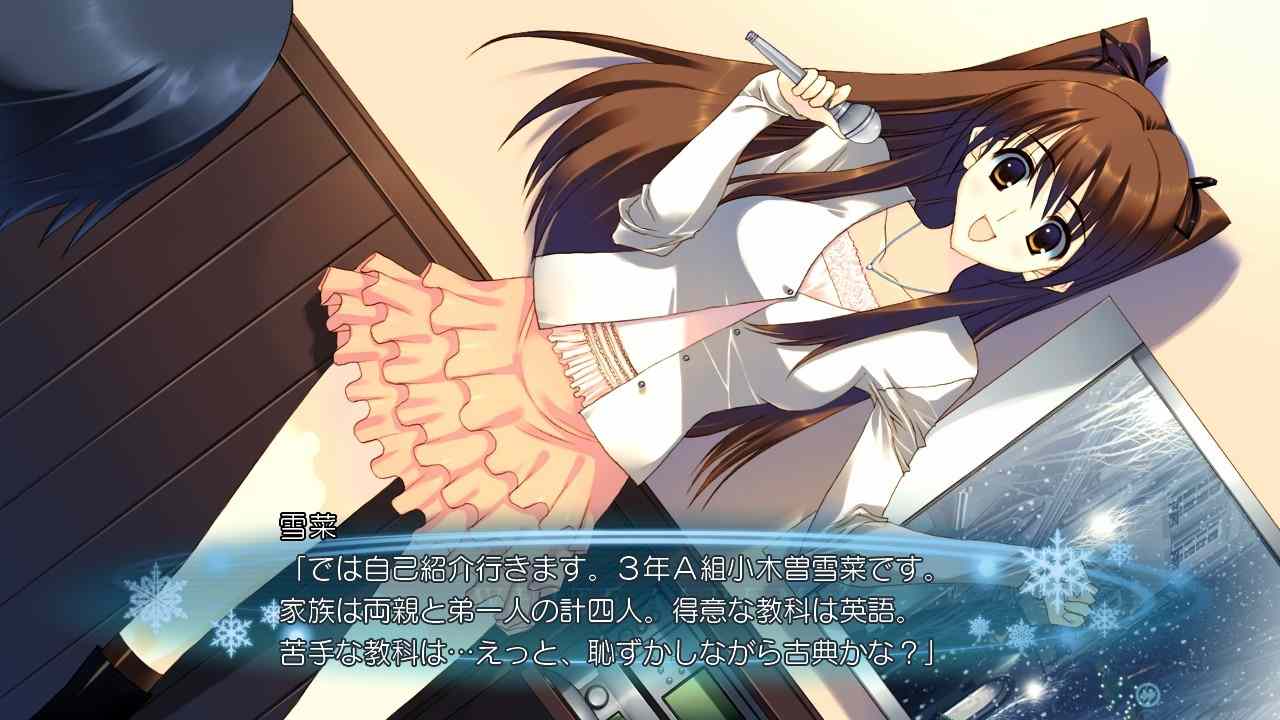 雪菜
「では自己紹介行きます。３年Ａ組小木曽雪菜です。
家族は両親と弟一人の計四人。得意な教科は英語。
苦手な教科は…えっと、恥ずかしながら古典かな？」